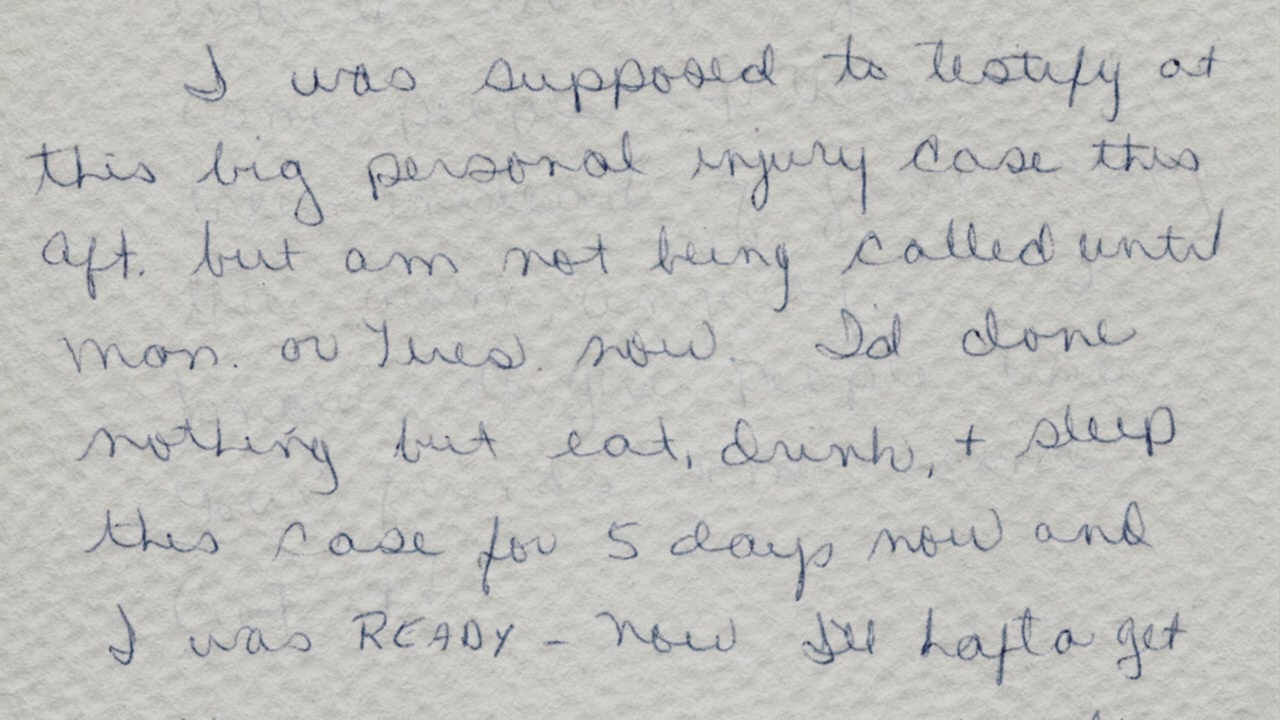 I was supposed to testify at
this big personal injury case this
aft. but am not being called until
Mon. or Tues. now. I'd done
nothing but eat, drink, + sleep
this case for 5 days now and
I was READY - Now I'll hafta get